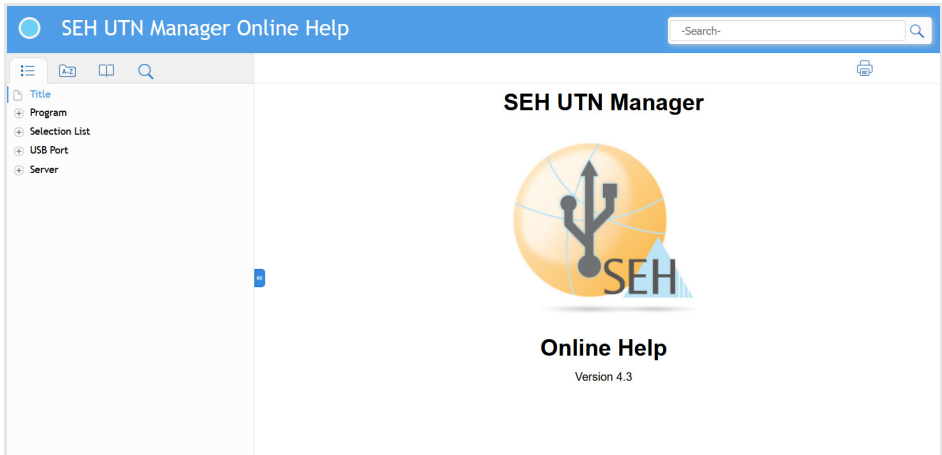 SEH UTN Manager Online Help
-Search-
A-Z
Title
Program
Selection List
USB Port
Server
SEH UTN Manager
SEH
Online Help
Version 4.3